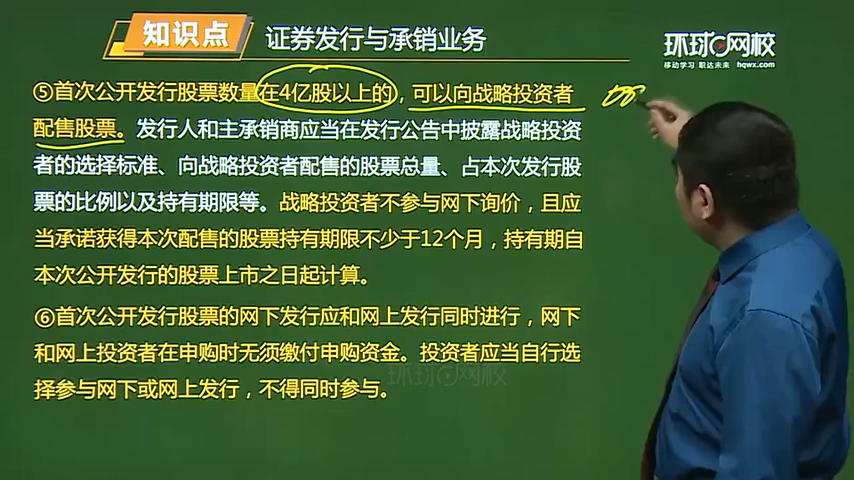 知识点
证券发行与承销业务
环球网校
移动学习 职达未来 hqwx.com
⑤首次公开发行股票数量在4亿股以上的，可以向战略投资者
配售股票。发行人和主承销商应当在发行公告中披露战略投资
者的选择标准、向战略投资者配售的股票总量、占本次发行股
票的比例以及持有期限等。战略投资者不参与网下询价，且应
当承诺获得本次配售的股票持有期限不少于12个月，持有期自
本次公开发行的股票上市之日起计算。
⑥首次公开发行股票的网下发行应和网上发行同时进行，网下
和网上投资者在申购时无须缴付申购资金。投资者应当自行选
择参与网下或网上发行，不得同时参与。
环球网校